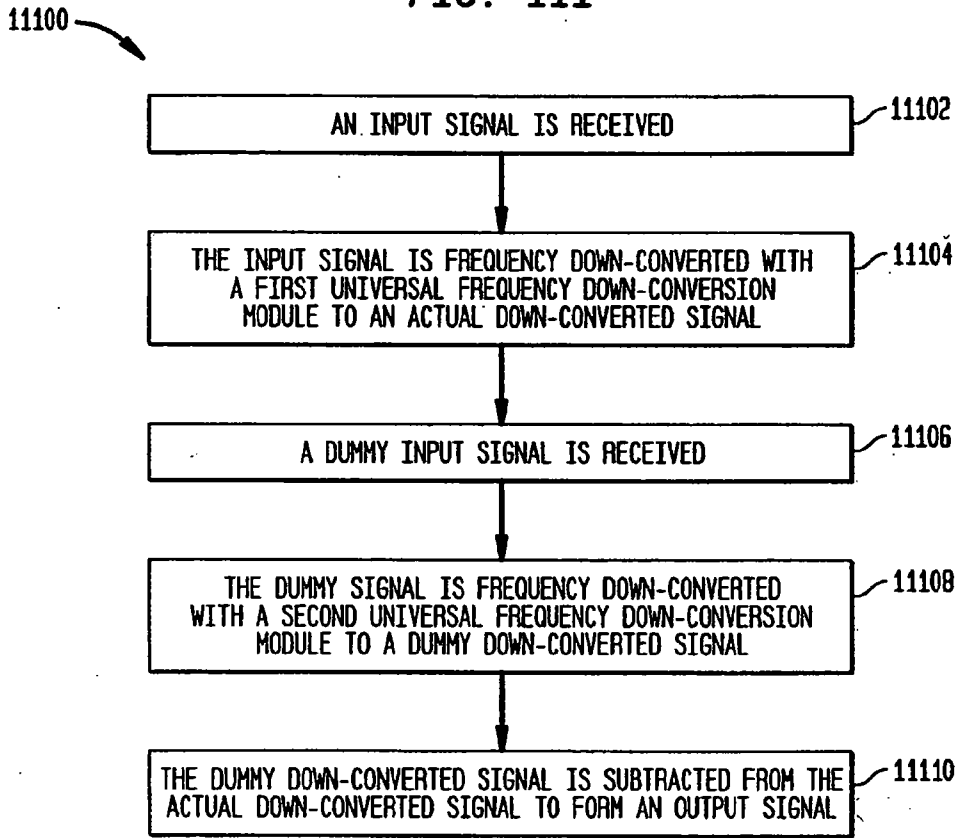 FIG. 111
11100
AN INPUT SIGNAL IS RECEIVED
11102
THE INPUT SIGNAL IS FREQUENCY DOWN-CONVERTED WITH
A FIRST UNIVERSAL FREQUENCY DOWN-CONVERSION
MODULE TO AN ACTUAL DOWN-CONVERTED SIGNAL
11104
A DUMMY INPUT SIGNAL IS RECEIVED
11106
THE DUMMY SIGNAL IS FREQUENCY DOWN-CONVERTED
WITH A SECOND UNIVERSAL FREQUENCY DOWN-CONVERSION
MODULE TO A DUMMY DOWN-CONVERTED SIGNAL
11108
THE DUMMY DOWN-CONVERTED SIGNAL IS SUBTRACTED FROM THE
ACTUAL DOWN-CONVERTED SIGNAL TO FORM AN OUTPUT SIGNAL
11110